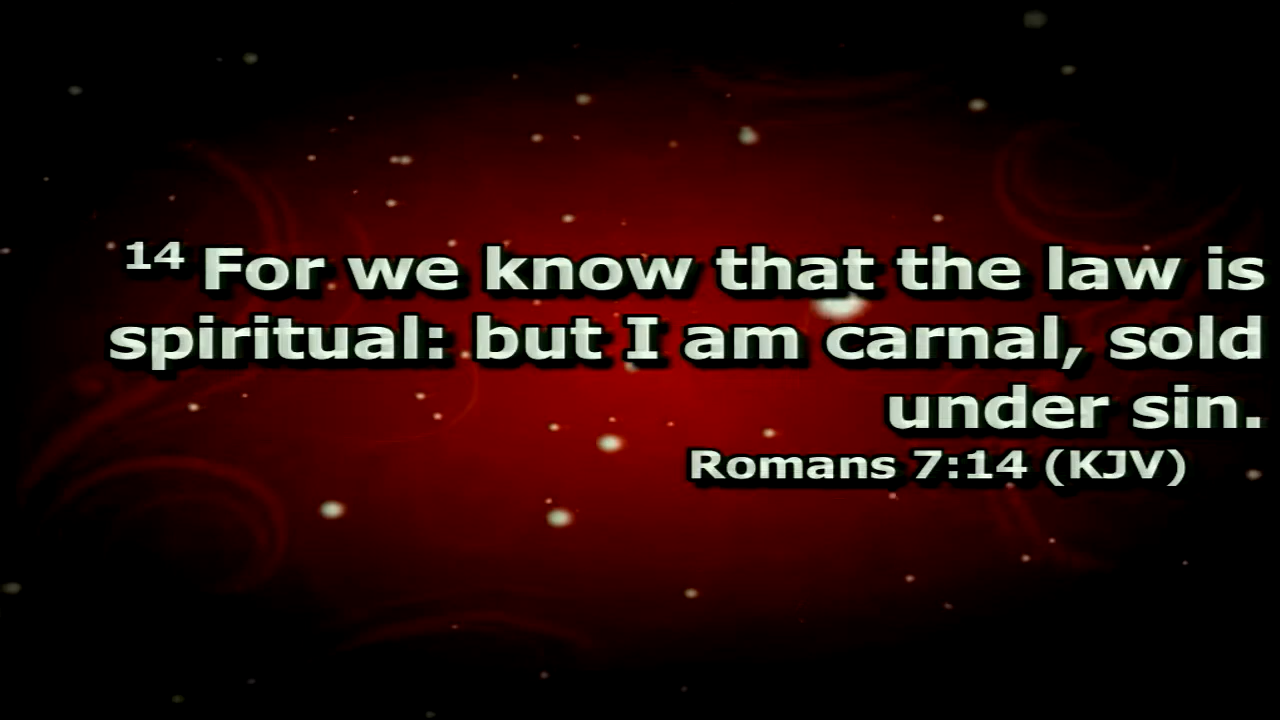 14 For we know that the law is
spiritual: but I am carnal, sold
under sin.
Romans 7:14 (KJV)